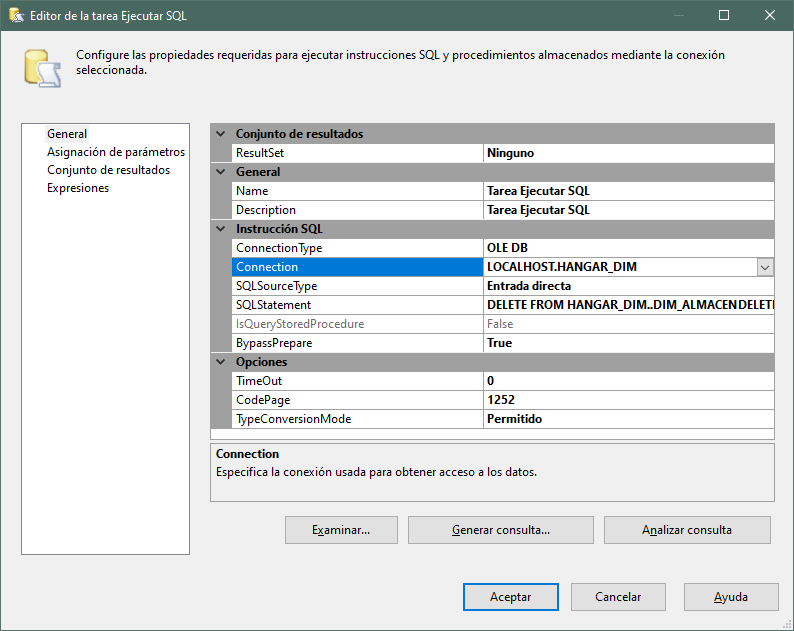 Editor de la tarea Ejecutar SQL
Configure las propiedades requeridas para ejecutar instrucciones SQL y procedimientos almacenados mediante la conexión
seleccionada.
General
Asignación de parámetros
Conjunto de resultados
Expresiones
Conjunto de resultados
ResultSet Ninguno
General
Name Tarea Ejecutar SQL
Description Tarea Ejecutar SQL
Instrucción SQL
ConnectionType OLE DB
Connection LOCALHOST.HANGAR_DIM
SQLSourceType Entrada directa
SQLStatement DELETE FROM HANGAR_DIM..DIM_ALMACENDELETE
IsQueryStoredProcedure False
BypassPrepare True
Opciones
TimeOut 0
CodePage 1252
TypeConversionMode Permitido
Connection
Especifica la conexión usada para obtener acceso a los datos.
Examinar... Generar consulta... Analizar consulta
Aceptar Cancelar Ayuda